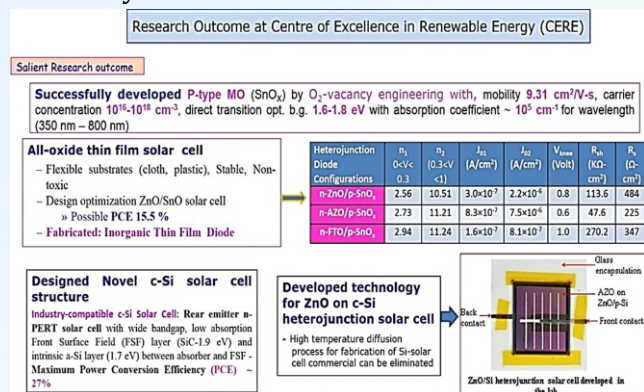 Research Outcome at Centre of Excellence in Renewable Energy (CERE)
Salient Research outcome
Successfully developed P-type MO (SnOX) by O2-vacancy engineering with, mobility 9.31 cm²/V-s, carrier
concentration 10¹⁶-10¹⁸ cm⁻³, direct transition opt. b.g. 1.6-1.8 eV with absorption coefficient ~ 10⁵ cm⁻¹ for wavelength
(350 nm – 800 nm)
All-oxide thin film solar cell
– Flexible substrates (cloth, plastic), Stable, Non-
toxic
– Design optimization ZnO/SnO solar cell
» Possible PCE 15.5 %
– Fabricated: Inorganic Thin Film Diode
Heterojunction Diode Configurations n1 0<V< 0.3 n2 (0.3<V <1) J01 (A/cm²) J02 (A/cm²) Vknee (Volt) Rsh (KΩ-cm²) Rs (Ω-cm²)
n-ZnO/p-SnOx 2.56 10.51 3.0×10⁻⁷ 2.2×10⁻⁶ 0.8 113.6 484
n-AZO/p-SnOx 2.73 11.21 8.3×10⁻⁷ 7.5×10⁻⁶ 0.6 47.6 225
n-FTO/p-SnOx 2.94 11.24 1.6×10⁻⁷ 8.1×10⁻⁷ 1.0 270.2 347
Designed Novel c-Si solar cell
structure
Industry-compatible c-Si Solar Cell: Rear emitter n-
PERT solar cell with wide bandgap, low absorption
Front Surface Field (FSF) layer (SiC-1.9 eV) and
intrinsic a-Si layer (1.7 eV) between absorber and FSF -
Maximum Power Conversion Efficiency (PCE) ~
27%
Developed technology
for ZnO on c-Si
heterojunction solar cell
- High temperature diffusion
process for fabrication of Si-solar
cell commercial can be eliminated
Glass
encapsulation
AZO on
ZnO/p-Si
Back
contact
Front contact
ZnO/Si heterojunction solar cell developed in
the lab